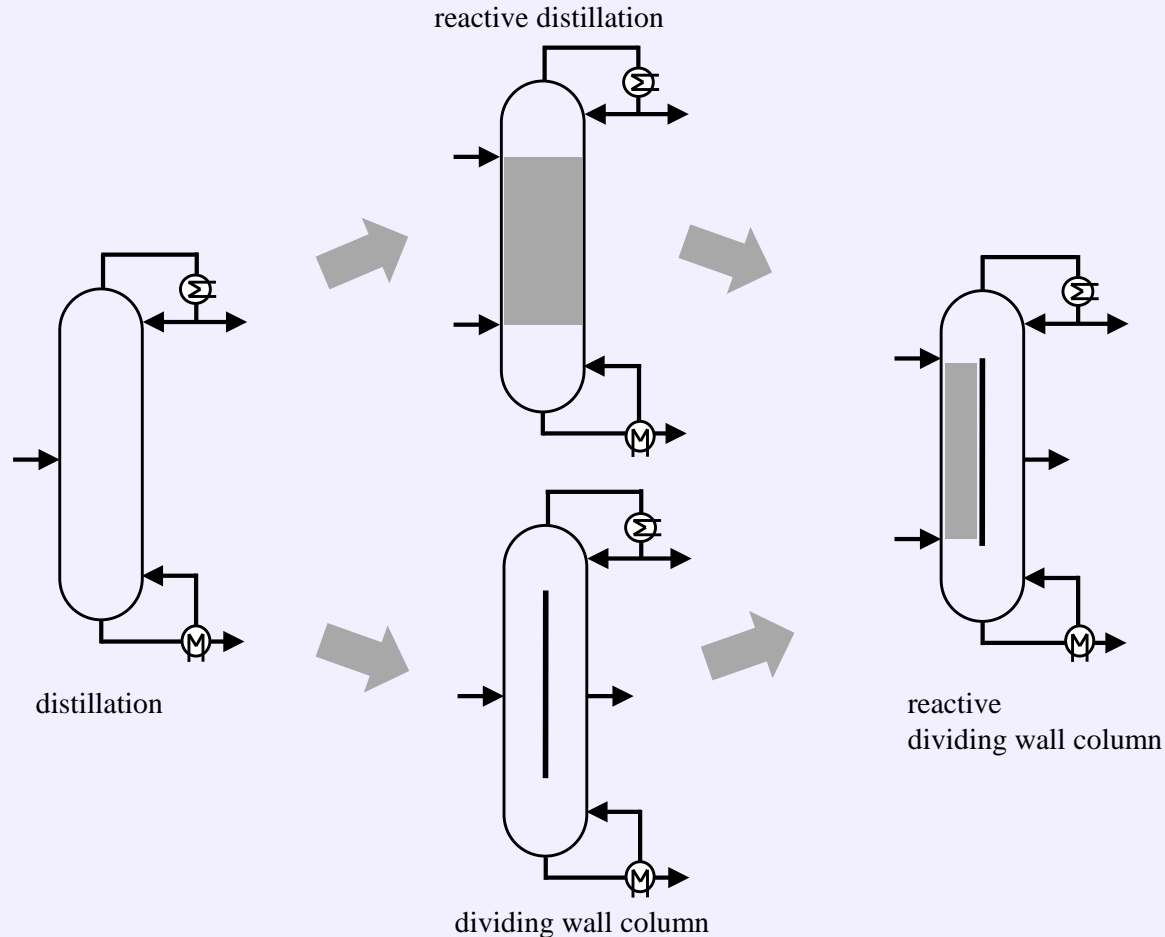 reactive distillation
distillation
reactive
dividing wall column
dividing wall column